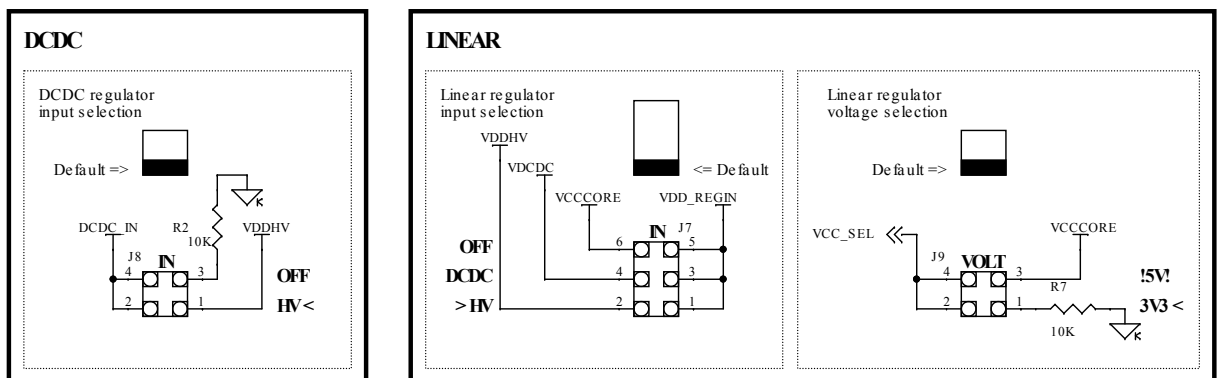 DCDC
DCDC regulator
input selection
Default =>
DCDC_IN
R2
10K
VDDHV
J8
IN
4
3
OFF
2
1
HV <
LINEAR
Linear regulator
input selection
VDDHV
<= Default
VDCDC
VCCCORE
VDD_REGIN
IN
J7
OFF
6
5
DCDC
4
3
> HV
2
1
Linear regulator
voltage selection
Default =>
VCC_SEL
VCCCORE
J9
VOLT
4
3
!5V!
R7
2
1
3V3 <
10K